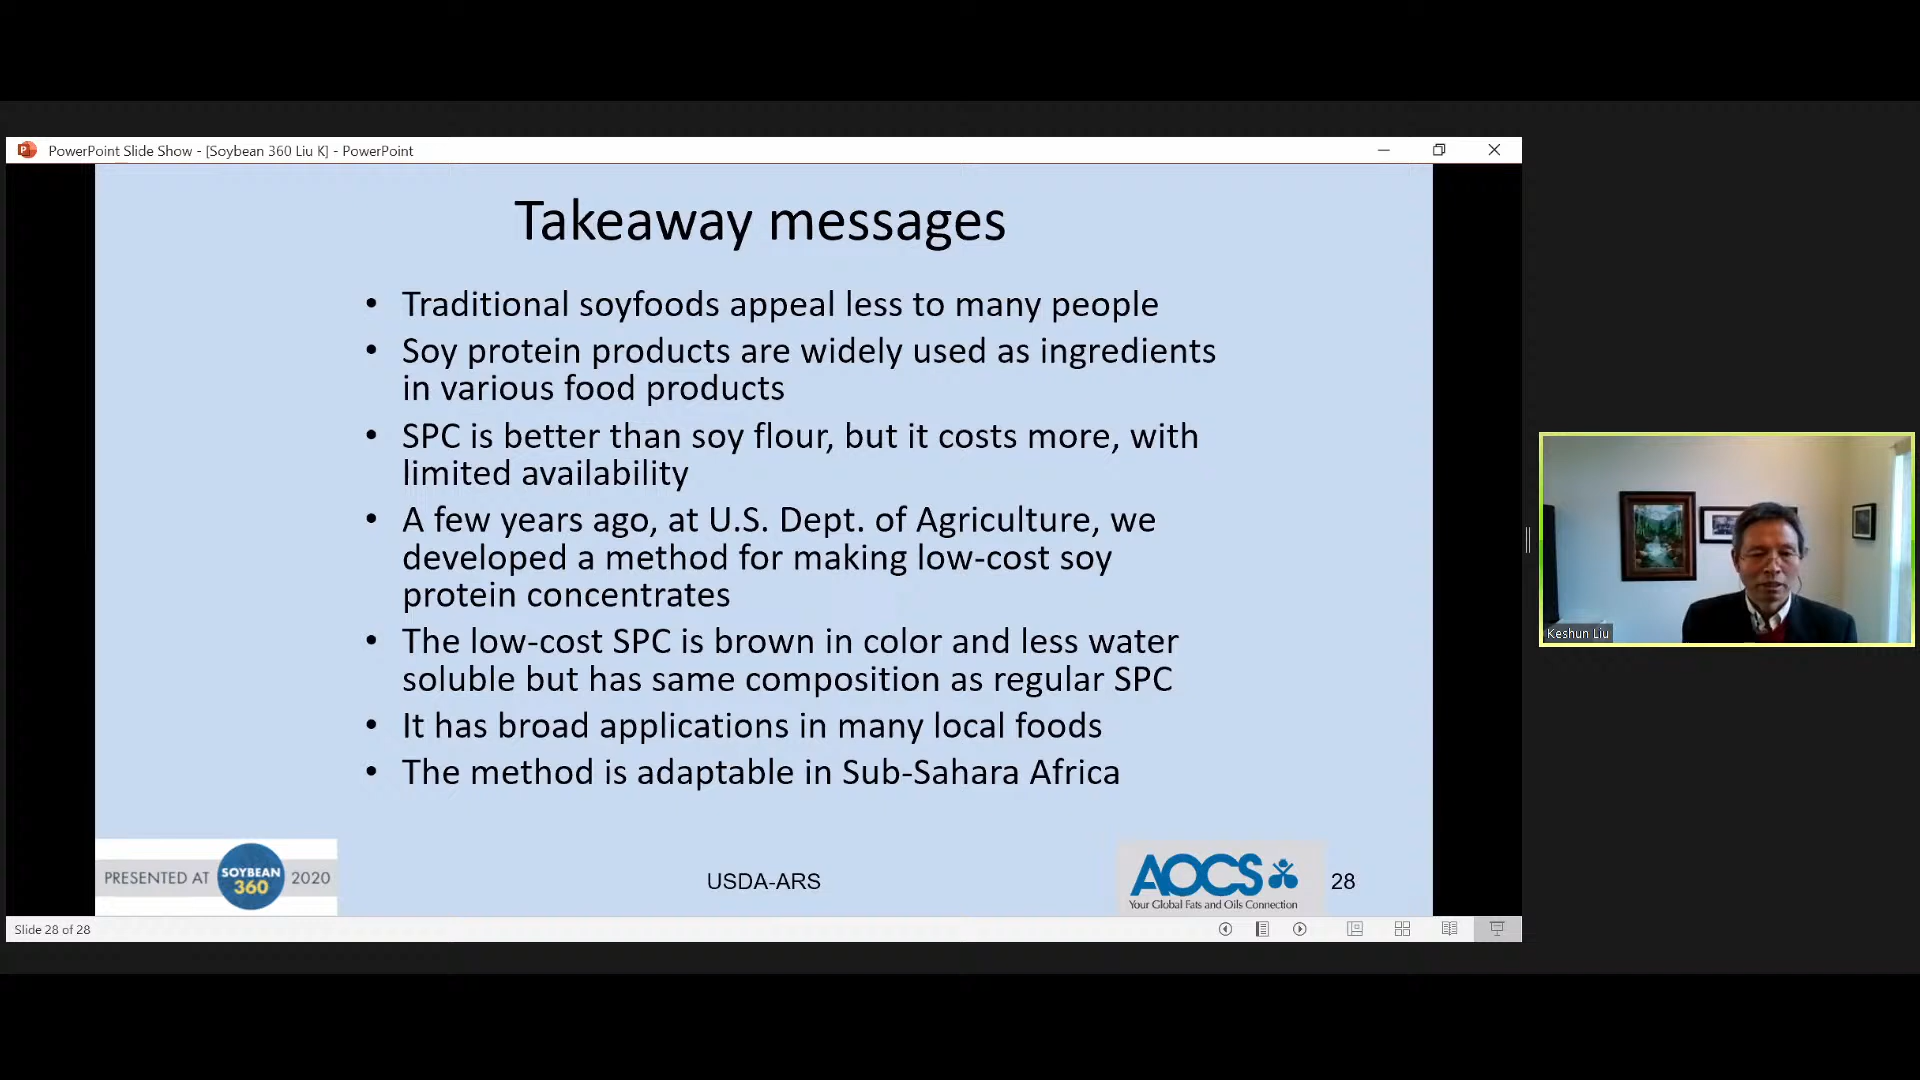 PowerPoint Slide Show - [Soybean 360 Liu K] - PowerPoint
Takeaway messages
• Traditional soyfoods appeal less to many people
• Soy protein products are widely used as ingredients
in various food products
• SPC is better than soy flour, but it costs more, with
limited availability
• A few years ago, at U.S. Dept. of Agriculture, we
developed a method for making low-cost soy
protein concentrates
• The low-cost SPC is brown in color and less water
soluble but has same composition as regular SPC
• It has broad applications in many local foods
• The method is adaptable in Sub-Sahara Africa
Keshun Liu
PRESENTED AT SOYBEAN 360 2020
USDA-ARS
AOCS
Your Global Fats and Oils Connection
28
Slide 28 of 28